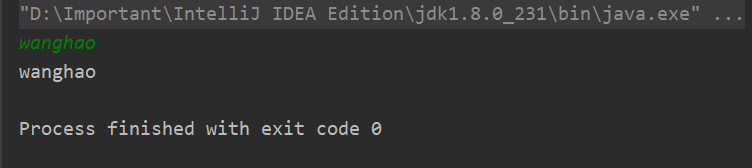 "D:\Important\IntelliJ IDEA Edition\jdk1.8.0_231\bin\java.exe" ...
wanghao
wanghao
Process finished with exit code 0